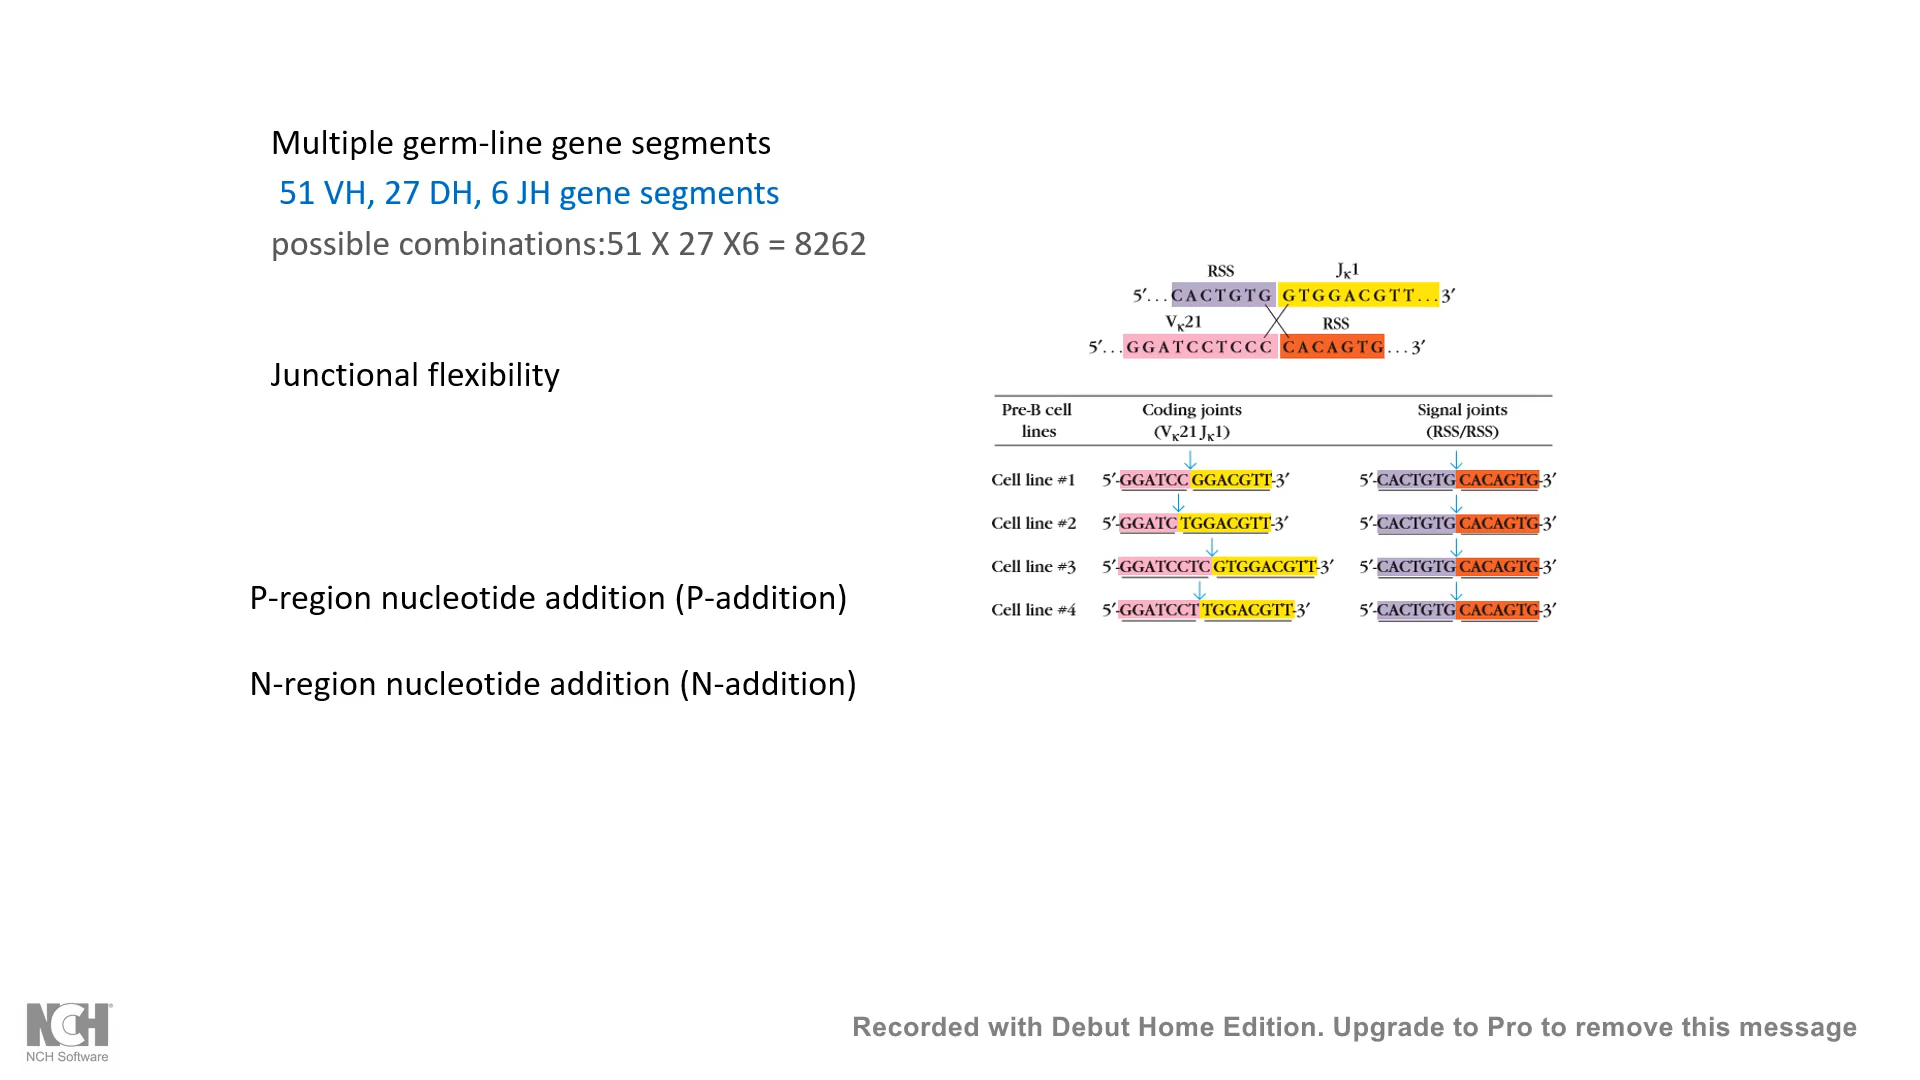 Multiple germ-line gene segments
51 VH, 27 DH, 6 JH gene segments
possible combinations:51 X 27 X6 = 8262
Junctional flexibility
P-region nucleotide addition (P-addition)
N-region nucleotide addition (N-addition)
RSS Jκ1
5′...CACTGTG GTGGACGTT...3′
Vκ21 RSS
5′...GGATCCTCCC CACAGTG...3′
Pre-B cell lines Coding joints (Vκ21 Jκ1) Signal joints (RSS/RSS)
Cell line #1 5′-GGATCC GGACGTT-3′ 5′-CACTGTG CACAGTG-3′
Cell line #2 5′-GGATC TGGACGTT-3′ 5′-CACTGTG CACAGTG-3′
Cell line #3 5′-GGATCCTC GTGGACGTT-3′ 5′-CACTGTG CACAGTG-3′
Cell line #4 5′-GGATCCT TGGACGTT-3′ 5′-CACTGTG CACAGTG-3′
NCH
NCH Software
Recorded with Debut Home Edition. Upgrade to Pro to remove this message